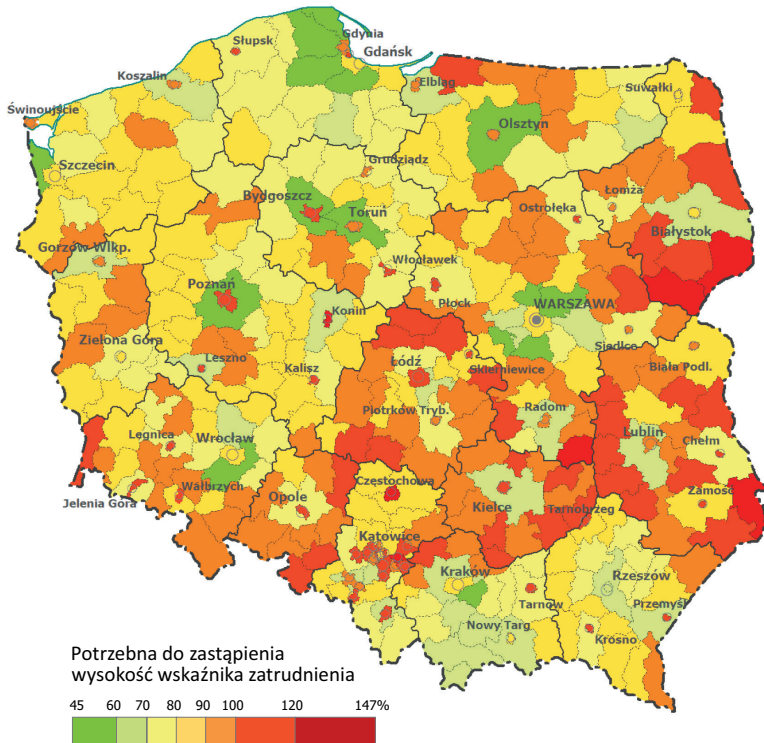 Gdynia
Słupsk
Gdańsk
Koszalin
Elbląg
Suwałki
Świnoujście
Olsztyn
Szczecin
Grudziądz
Bydgoszcz
Łomża
Ostrołęka
Toruń
Białystok
Gorzów Wlkp.
Włocławek
Poznań
Płock
WARSZAWA
Konin
Zielona Góra
Siedlce
Łódź
Leszno
Kalisz
Skierniewice
Biała Podl.
Piotrków Tryb.
Radom
Legnica
Wrocław
Lublin
Chełm
Częstochowa
Wałbrzych
Jelenia Góra
Opole
Kielce
Tarnobrzeg
Zamość
Katowice
Kraków
Rzeszów
Tarnów
Przemyśl
Nowy Targ
Krosno
Potrzebna do zastąpienia
wysokość wskaźnika zatrudnienia
45 60 70 80 90 100 120 147%